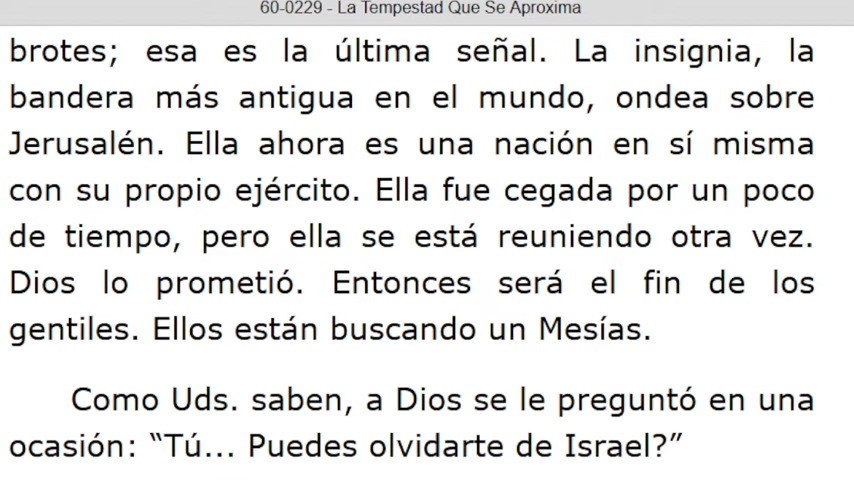 60-0229 - La Tempestad Que Se Aproxima
brotes; esa es la última señal. La insignia, la
bandera más antigua en el mundo, ondea sobre
Jerusalén. Ella ahora es una nación en sí misma
con su propio ejército. Ella fue cegada por un poco
de tiempo, pero ella se está reuniendo otra vez.
Dios lo prometió. Entonces será el fin de los
gentiles. Ellos están buscando un Mesías.
Como Uds. saben, a Dios se le preguntó en una
ocasión: “Tú... Puedes olvidarte de Israel?”